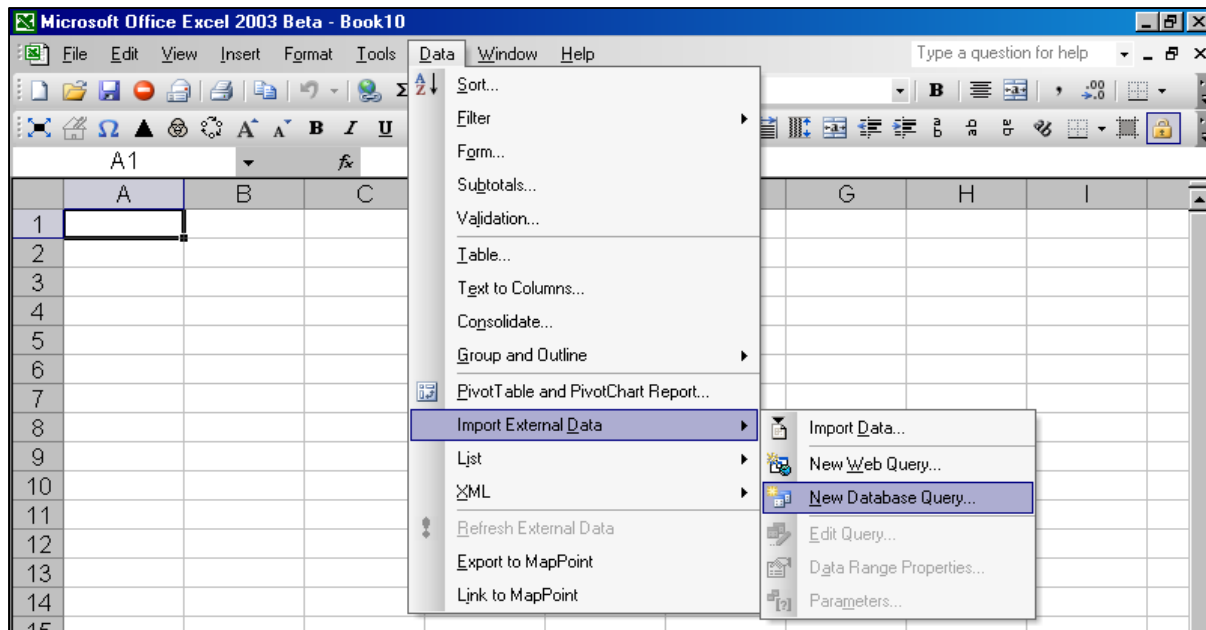 Microsoft Office Excel 2003 Beta - Book10
File Edit View Insert Format Tools Data Window Help Type a question for help
A1 fx
A B C G H I
1
2
3
4
5
6
7
8
9
10
11
12
13
14
15
Sort...
Filter
Form...
Subtotals...
Validation...
Table...
Text to Columns...
Consolidate...
Group and Outline
PivotTable and PivotChart Report...
Import External Data
List
XML
Refresh External Data
Export to MapPoint
Link to MapPoint
Import Data...
New Web Query...
New Database Query...
Edit Query...
Data Range Properties...
Parameters...